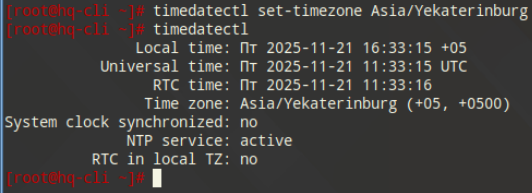 [root@hq-cli ~]# timedatectl set-timezone Asia/Yekaterinburg
[root@hq-cli ~]# timedatectl
Local time: Пт 2025-11-21 16:33:15 +05
Universal time: Пт 2025-11-21 11:33:15 UTC
RTC time: Пт 2025-11-21 11:33:16
Time zone: Asia/Yekaterinburg (+05, +0500)
System clock synchronized: no
NTP service: active
RTC in local TZ: no
[root@hq-cli ~]#